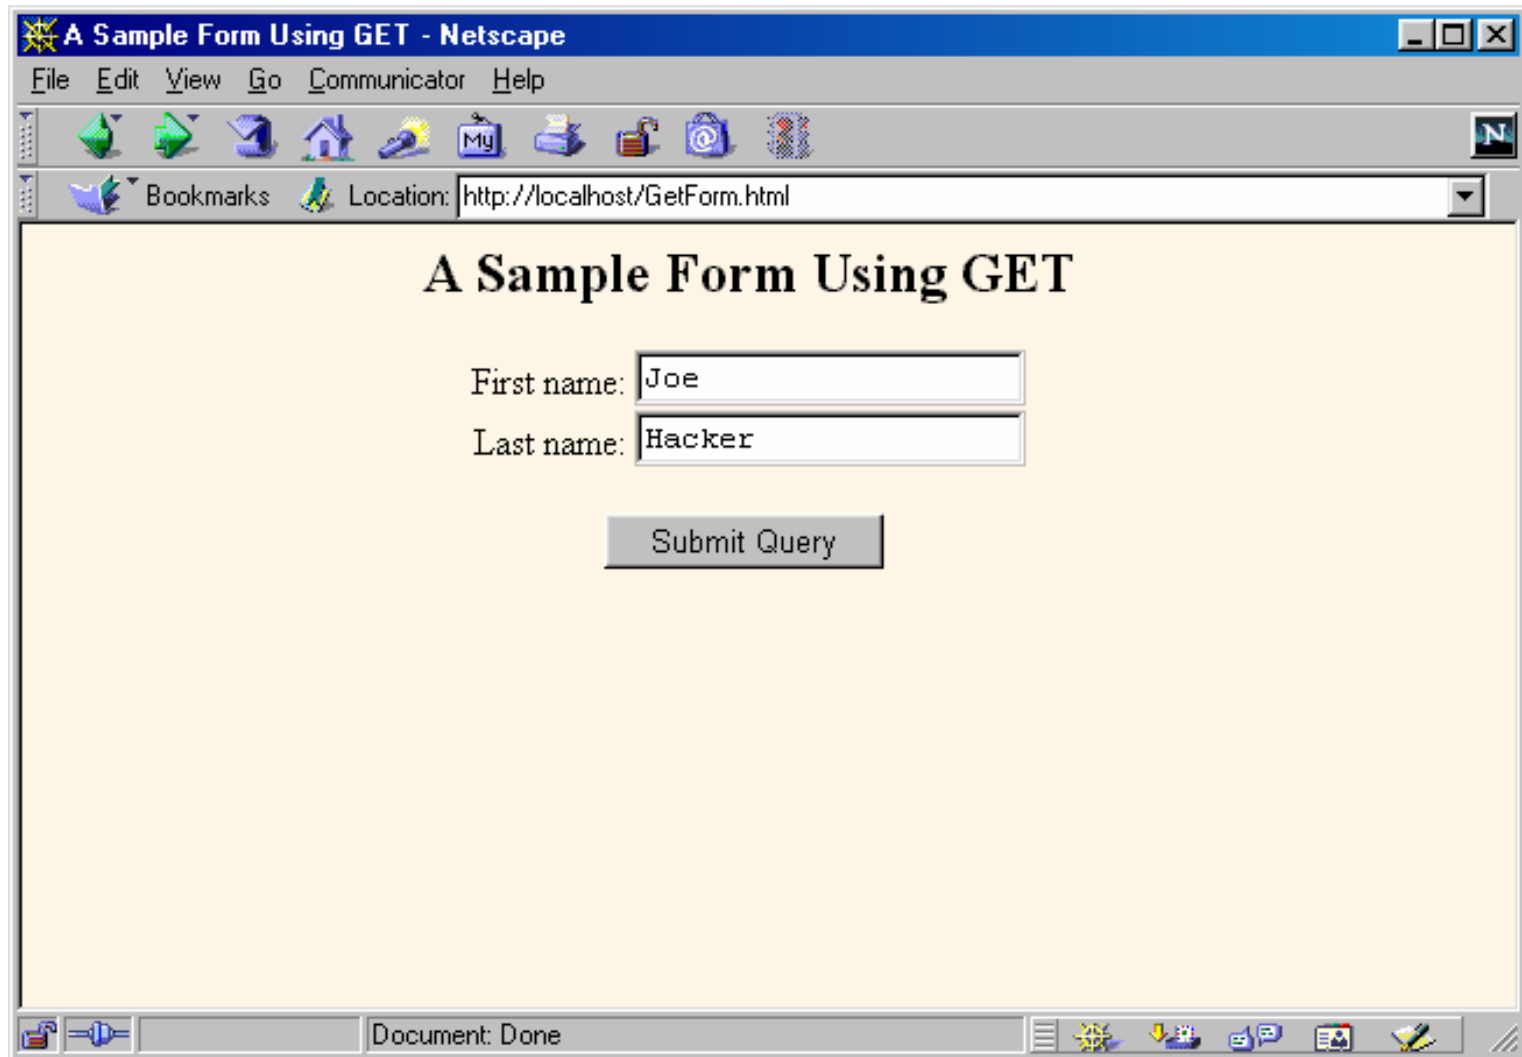 A Sample Form Using GET - Netscape
File Edit View Go Communicator Help
My
N
Bookmarks Location: http://localhost/GetForm.html
A Sample Form Using GET
First name: Joe
Last name: Hacker
Submit Query
Document: Done